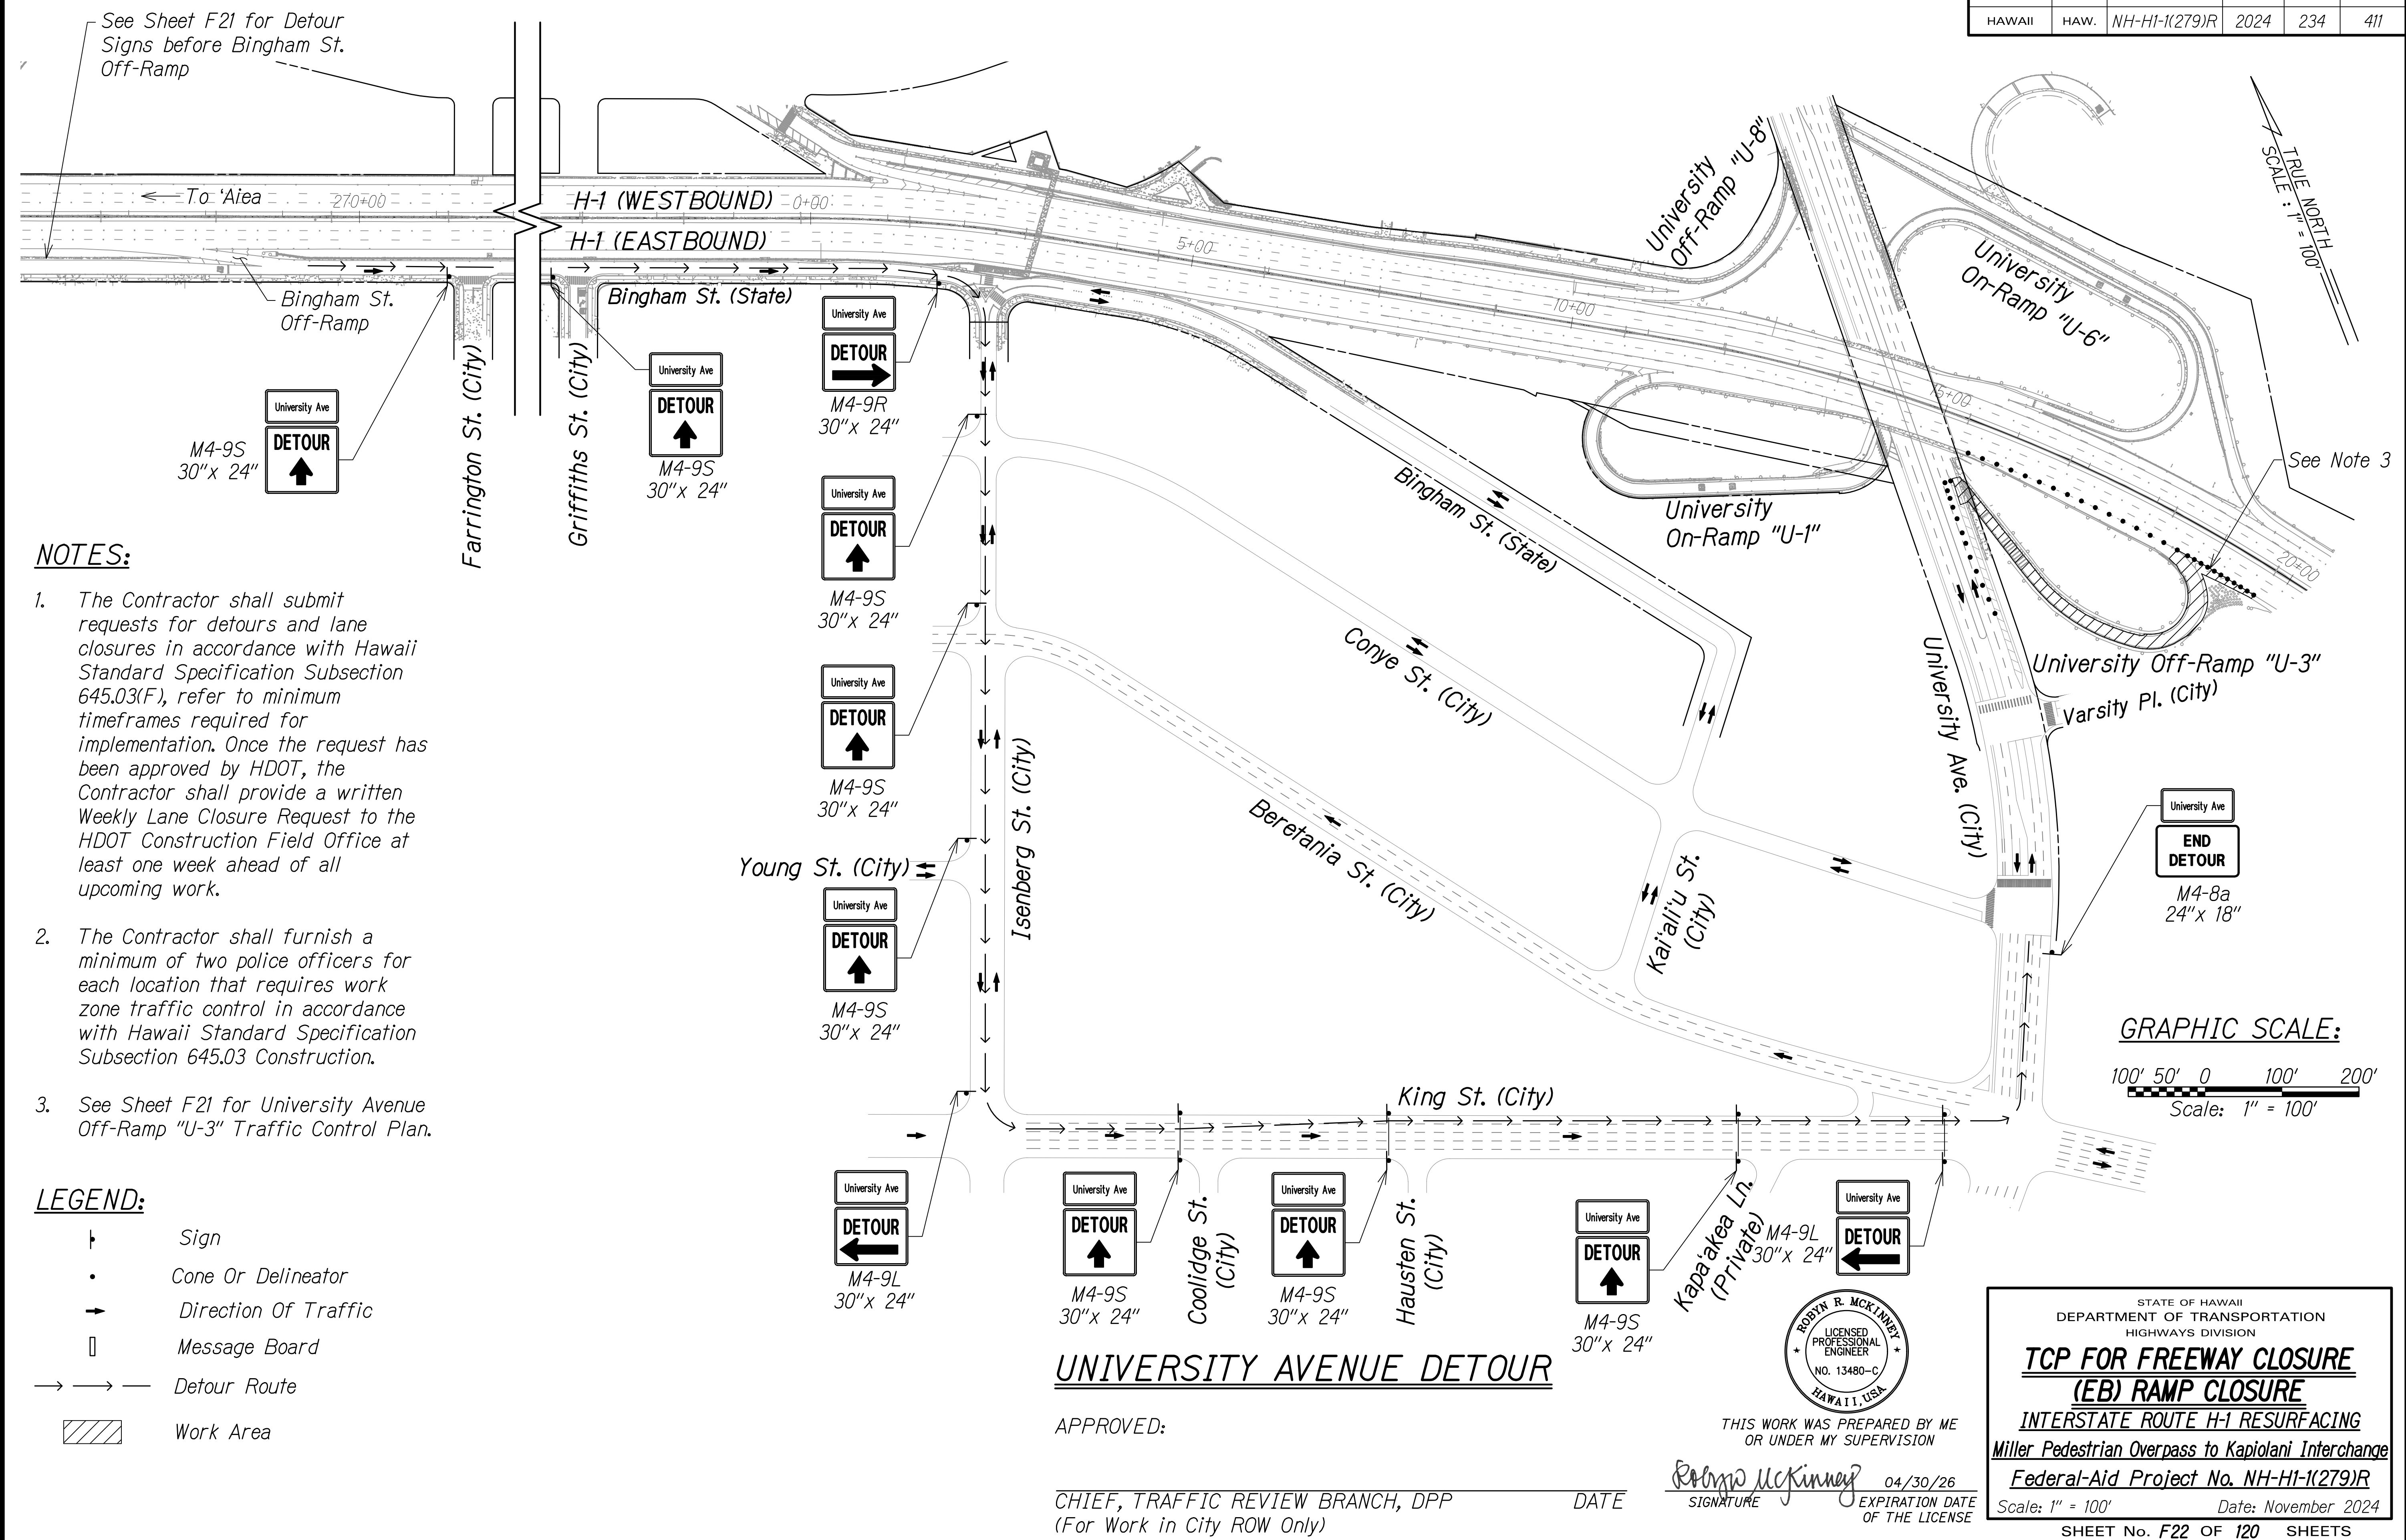 HAWAII HAW. NH-H1-1(279)R 2024 234 411
See Sheet F21 for Detour
Signs before Bingham St.
Off-Ramp
TRUE NORTH
SCALE : 1" = 100'
← To ‘Aiea
270+00
H-1 (WESTBOUND)
0+00
H-1 (EASTBOUND)
5+00
10+00
15+00
20+00
University
Off-Ramp "U-8"
University
On-Ramp "U-6"
See Note 3
Bingham St.
Off-Ramp
Bingham St. (State)
University Ave
DETOUR
M4-9R
30"x 24"
University Ave
DETOUR
M4-9S
30"x 24"
Farrington St. (City)
Griffiths St. (City)
University Ave
DETOUR
M4-9S
30"x 24"
University Ave
DETOUR
M4-9S
30"x 24"
University Ave
DETOUR
M4-9S
30"x 24"
University Ave
DETOUR
M4-9S
30"x 24"
Bingham St. (State)
University
On-Ramp "U-1"
University Off-Ramp "U-3"
Varsity Pl. (City)
University Ave. (City)
Conye St. (City)
Beretania St. (City)
Isenberg St. (City)
Young St. (City)
Kai‘ali‘u St.
(City)
University Ave
END
DETOUR
M4-8a
24"x 18"
King St. (City)
University Ave
DETOUR
M4-9L
30"x 24"
University Ave
DETOUR
M4-9S
30"x 24"
Coolidge St.
(City)
University Ave
DETOUR
M4-9S
30"x 24"
Hausten St.
(City)
University Ave
DETOUR
M4-9S
30"x 24"
Kapa‘akea Ln.
(Private)
University Ave
DETOUR
M4-9L
30"x 24"
GRAPHIC SCALE:
100' 50' 0 100' 200'
Scale: 1" = 100'
NOTES:
1. The Contractor shall submit
requests for detours and lane
closures in accordance with Hawaii
Standard Specification Subsection
645.03(F), refer to minimum
timeframes required for
implementation. Once the request has
been approved by HDOT, the
Contractor shall provide a written
Weekly Lane Closure Request to the
HDOT Construction Field Office at
least one week ahead of all
upcoming work.
2. The Contractor shall furnish a
minimum of two police officers for
each location that requires work
zone traffic control in accordance
with Hawaii Standard Specification
Subsection 645.03 Construction.
3. See Sheet F21 for University Avenue
Off-Ramp "U-3" Traffic Control Plan.
LEGEND:
Sign
Cone Or Delineator
Direction Of Traffic
Message Board
Detour Route
Work Area
UNIVERSITY AVENUE DETOUR
APPROVED:
CHIEF, TRAFFIC REVIEW BRANCH, DPP DATE
(For Work in City ROW Only)
ROBYN R. MCKINNEY
LICENSED
PROFESSIONAL
ENGINEER
NO. 13480-C
HAWAII, USA
THIS WORK WAS PREPARED BY ME
OR UNDER MY SUPERVISION
Robyn McKinney 04/30/26
SIGNATURE EXPIRATION DATE
OF THE LICENSE
STATE OF HAWAII
DEPARTMENT OF TRANSPORTATION
HIGHWAYS DIVISION
TCP FOR FREEWAY CLOSURE
(EB) RAMP CLOSURE
INTERSTATE ROUTE H-1 RESURFACING
Miller Pedestrian Overpass to Kapiolani Interchange
Federal-Aid Project No. NH-H1-1(279)R
Scale: 1" = 100' Date: November 2024
SHEET No. F22 OF 120 SHEETS